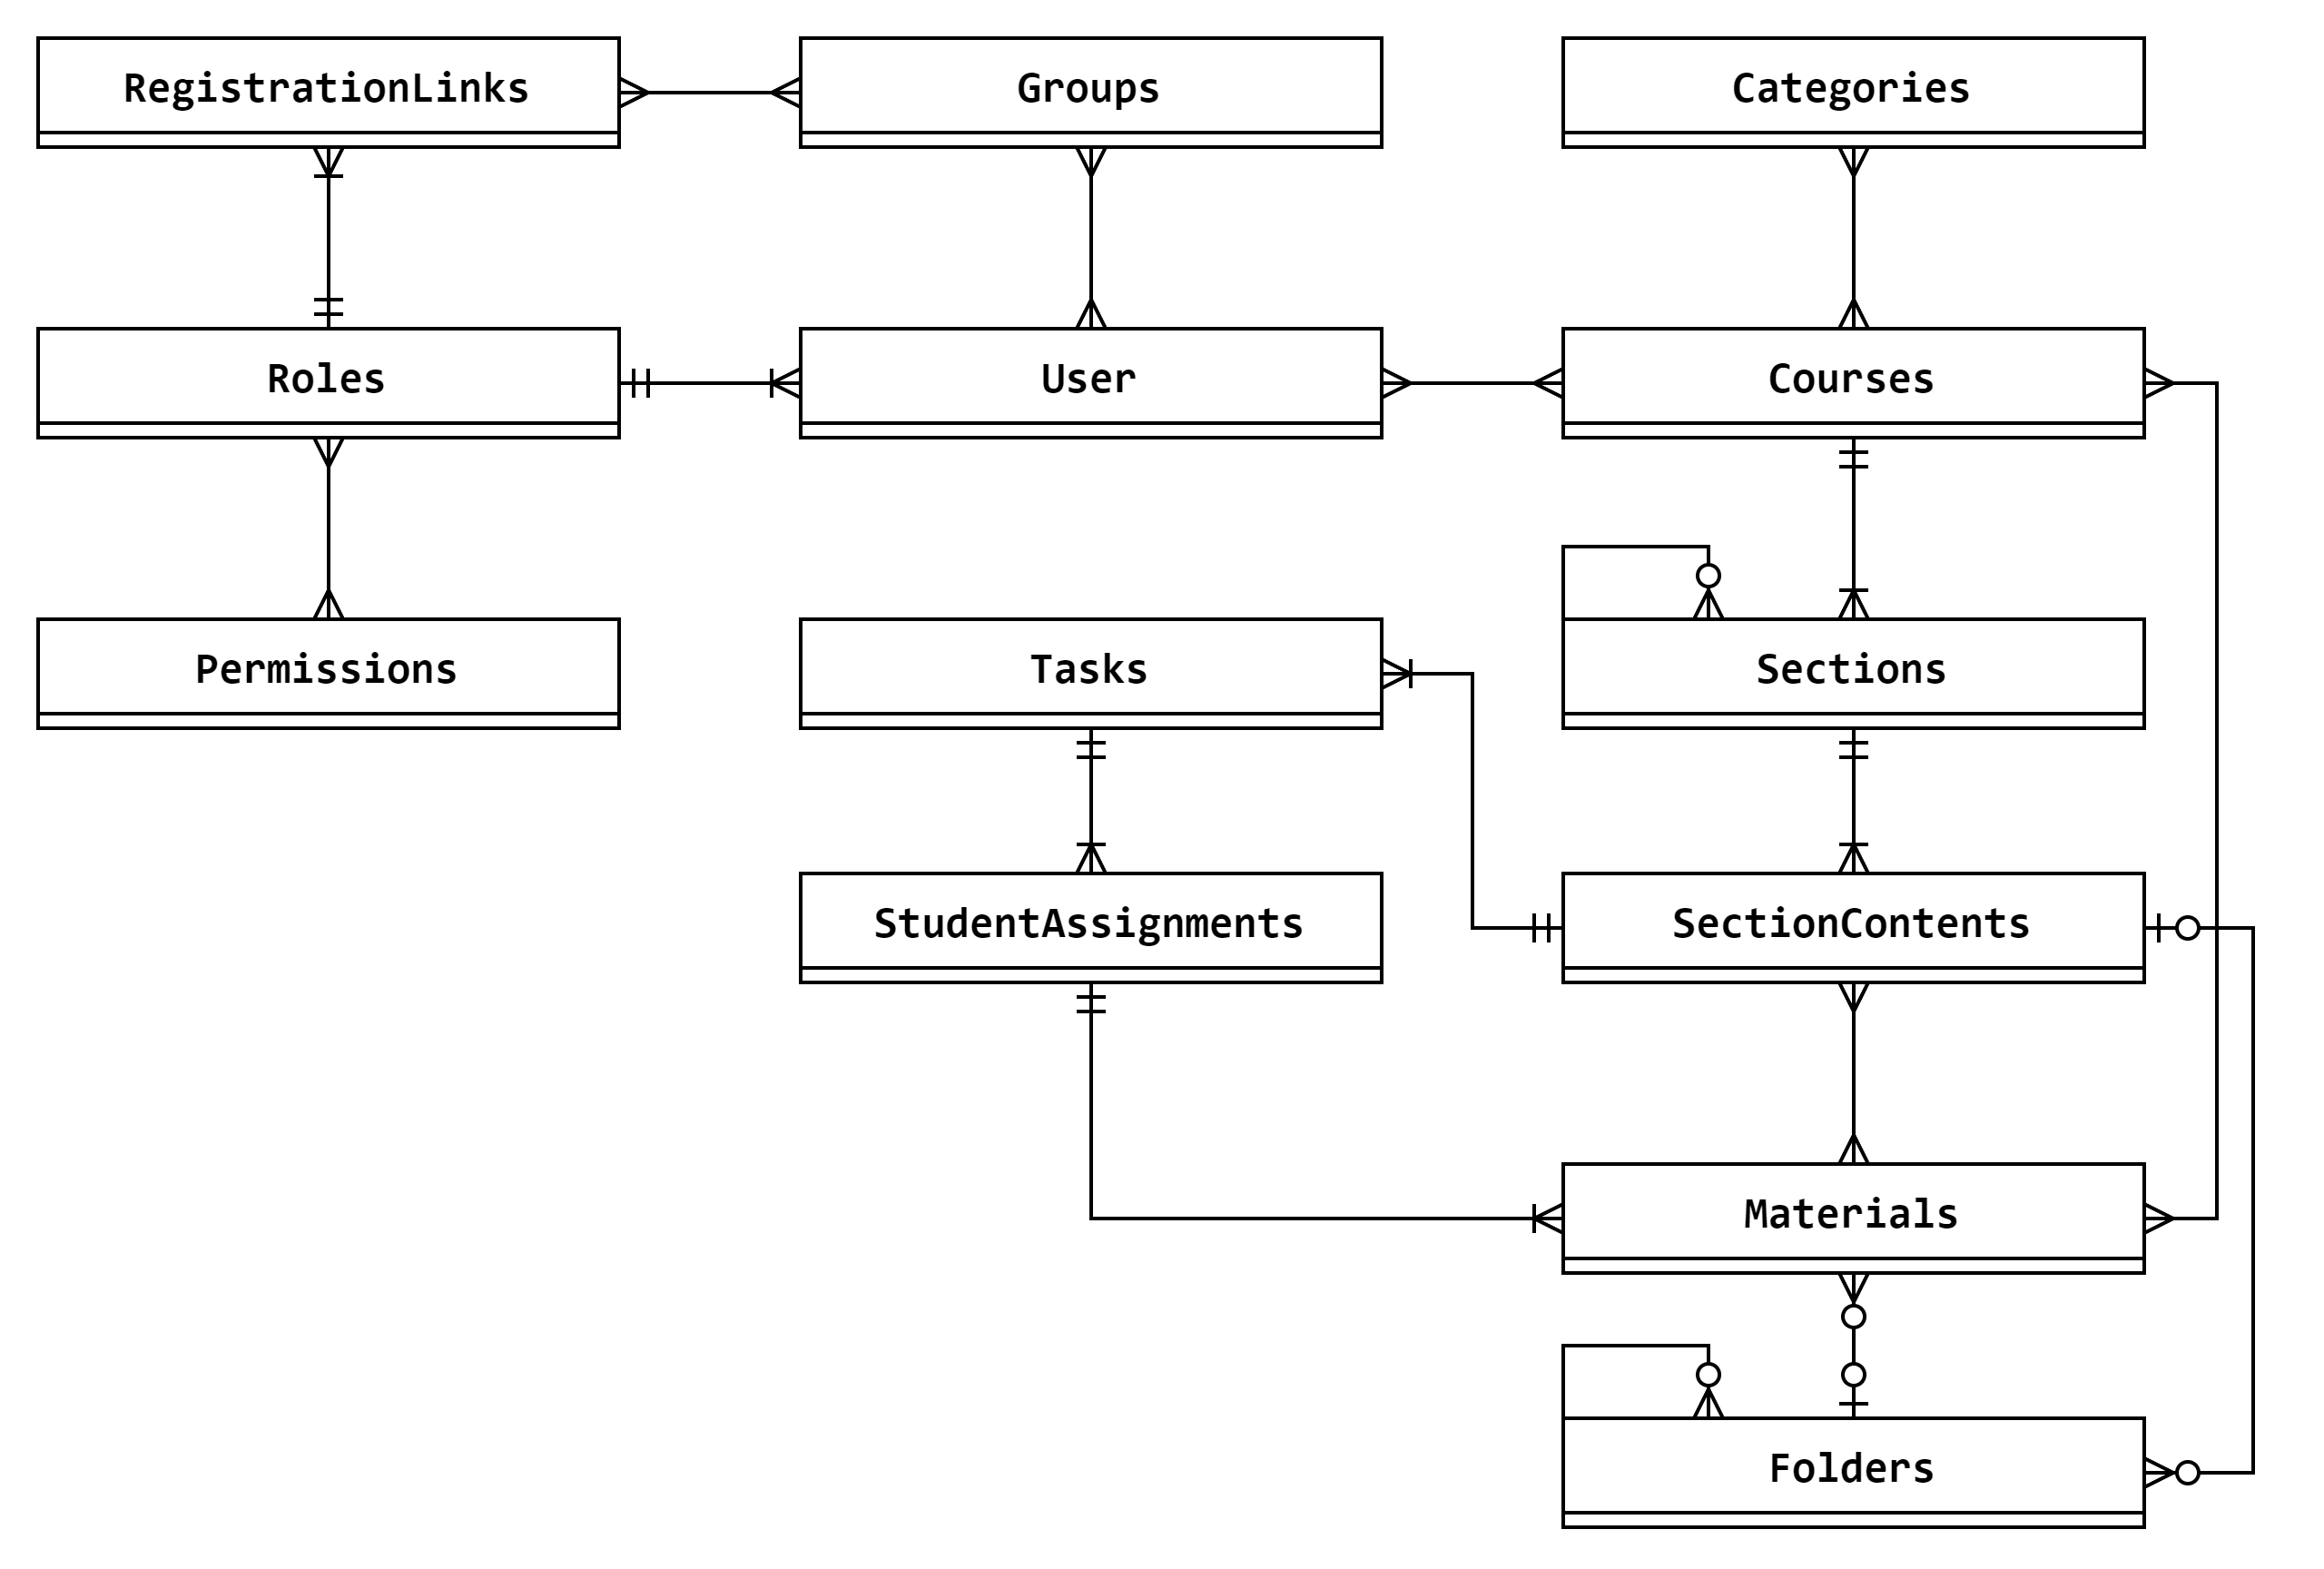 RegistrationLinks
Groups
Categories
Roles
User
Courses
Permissions
Tasks
Sections
StudentAssignments
SectionContents
Materials
Folders